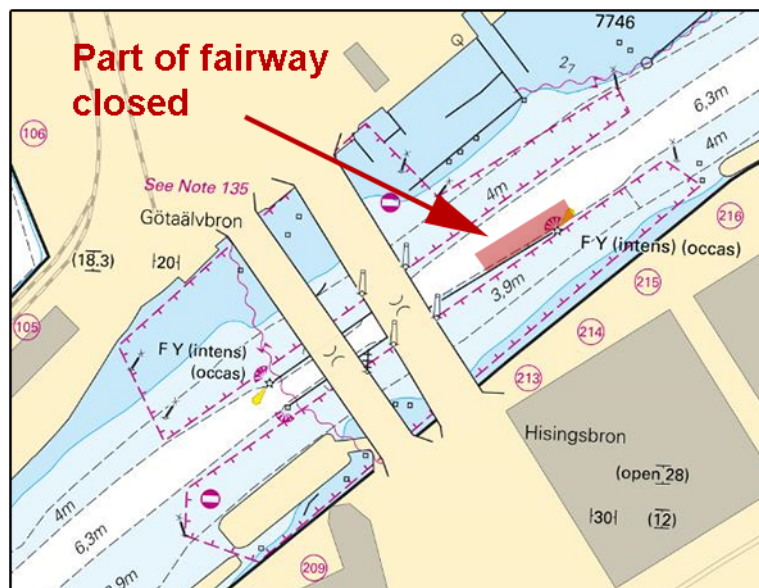 Part of fairway
closed
7746
2₇
6,3m
4m
106
See Note 135
Götaälvbron
(18.3)
20
4m
216
F Y (intens) (occas)
215
3,9m
214
105
F Y (intens)
(occas)
213
Hisingsbron
(open 28)
30
(12)
4m
6,3m
209
3,9m